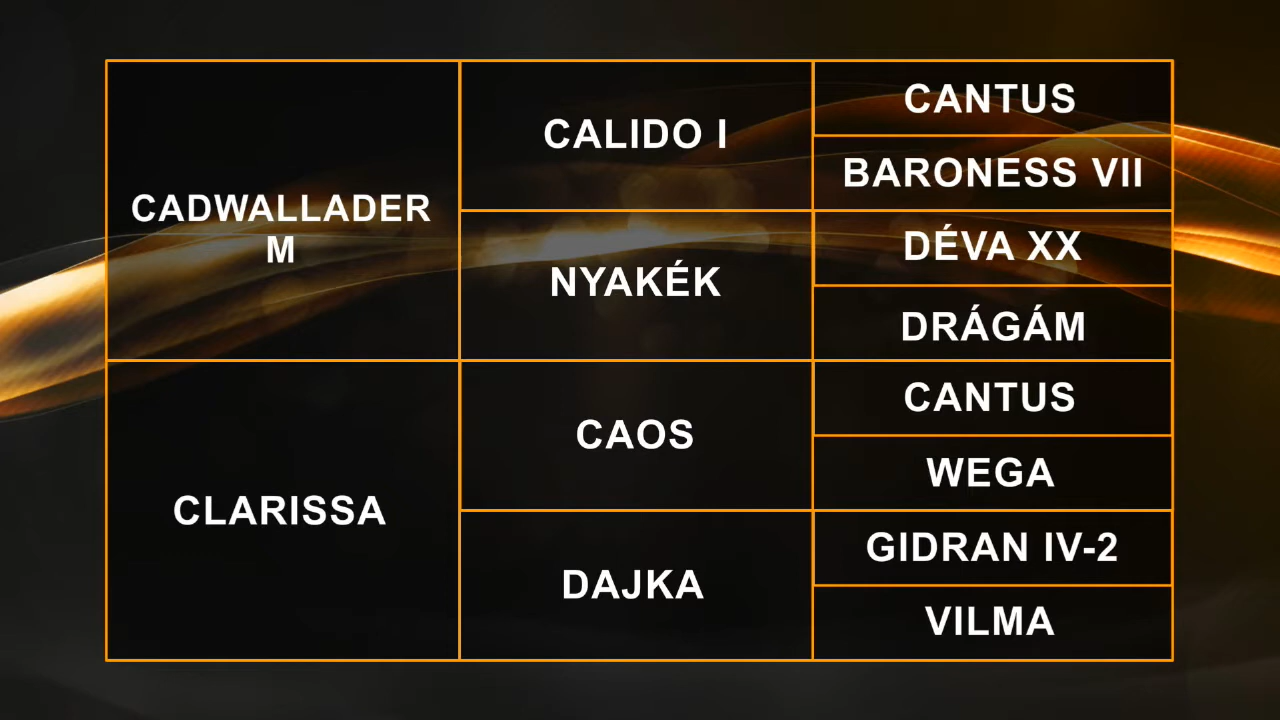 CADWALLADER
M
CALIDO I
CANTUS
BARONESS VII
NYAKÉK
DÉVA XX
DRÁGÁM
CLARISSA
CAOS
CANTUS
WEGA
DAJKA
GIDRAN IV-2
VILMA